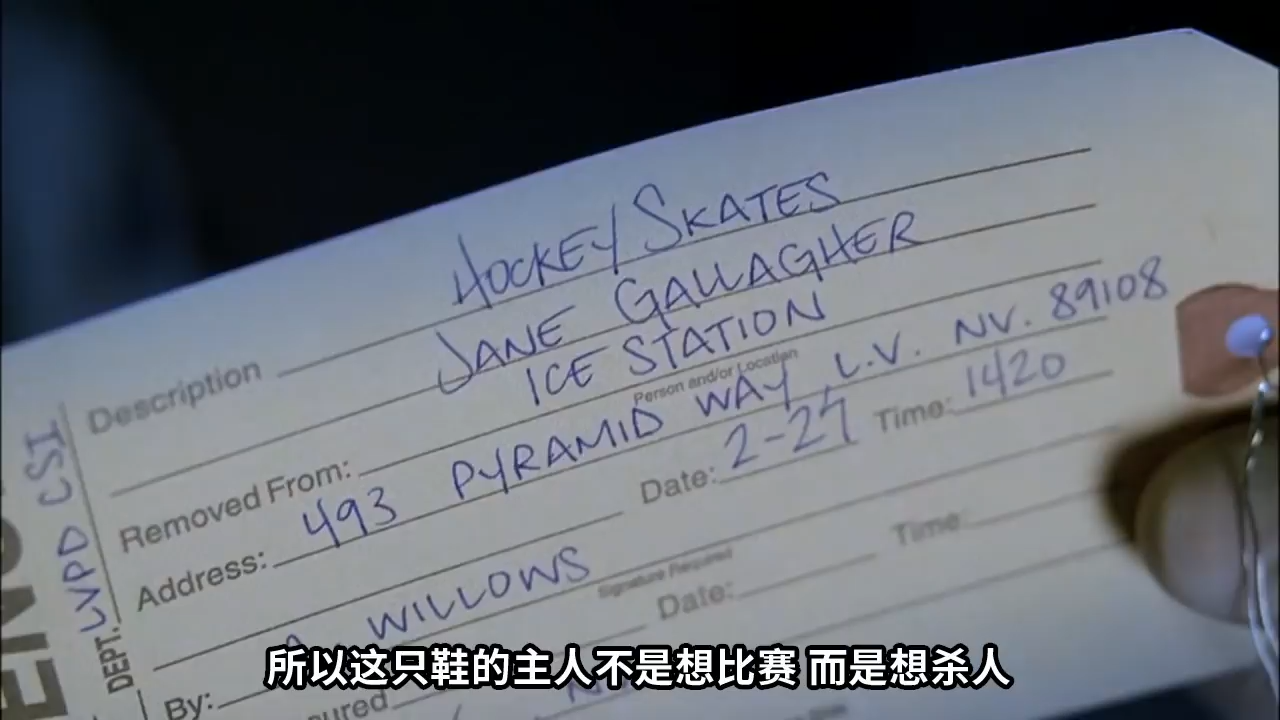 HOCKEY SKATES
Description
JANE GALLAGHER
ICE STATION
Removed From:
Person and/or Location
Address: 493 PYRAMID WAY, L.V. NV. 89108
Date: 2-27 Time: 1420
WILLOWS
Signature Required
By:
Date: Time:
DEPT. LVPD CSI
所以这只鞋的主人不是想比赛 而是想杀人